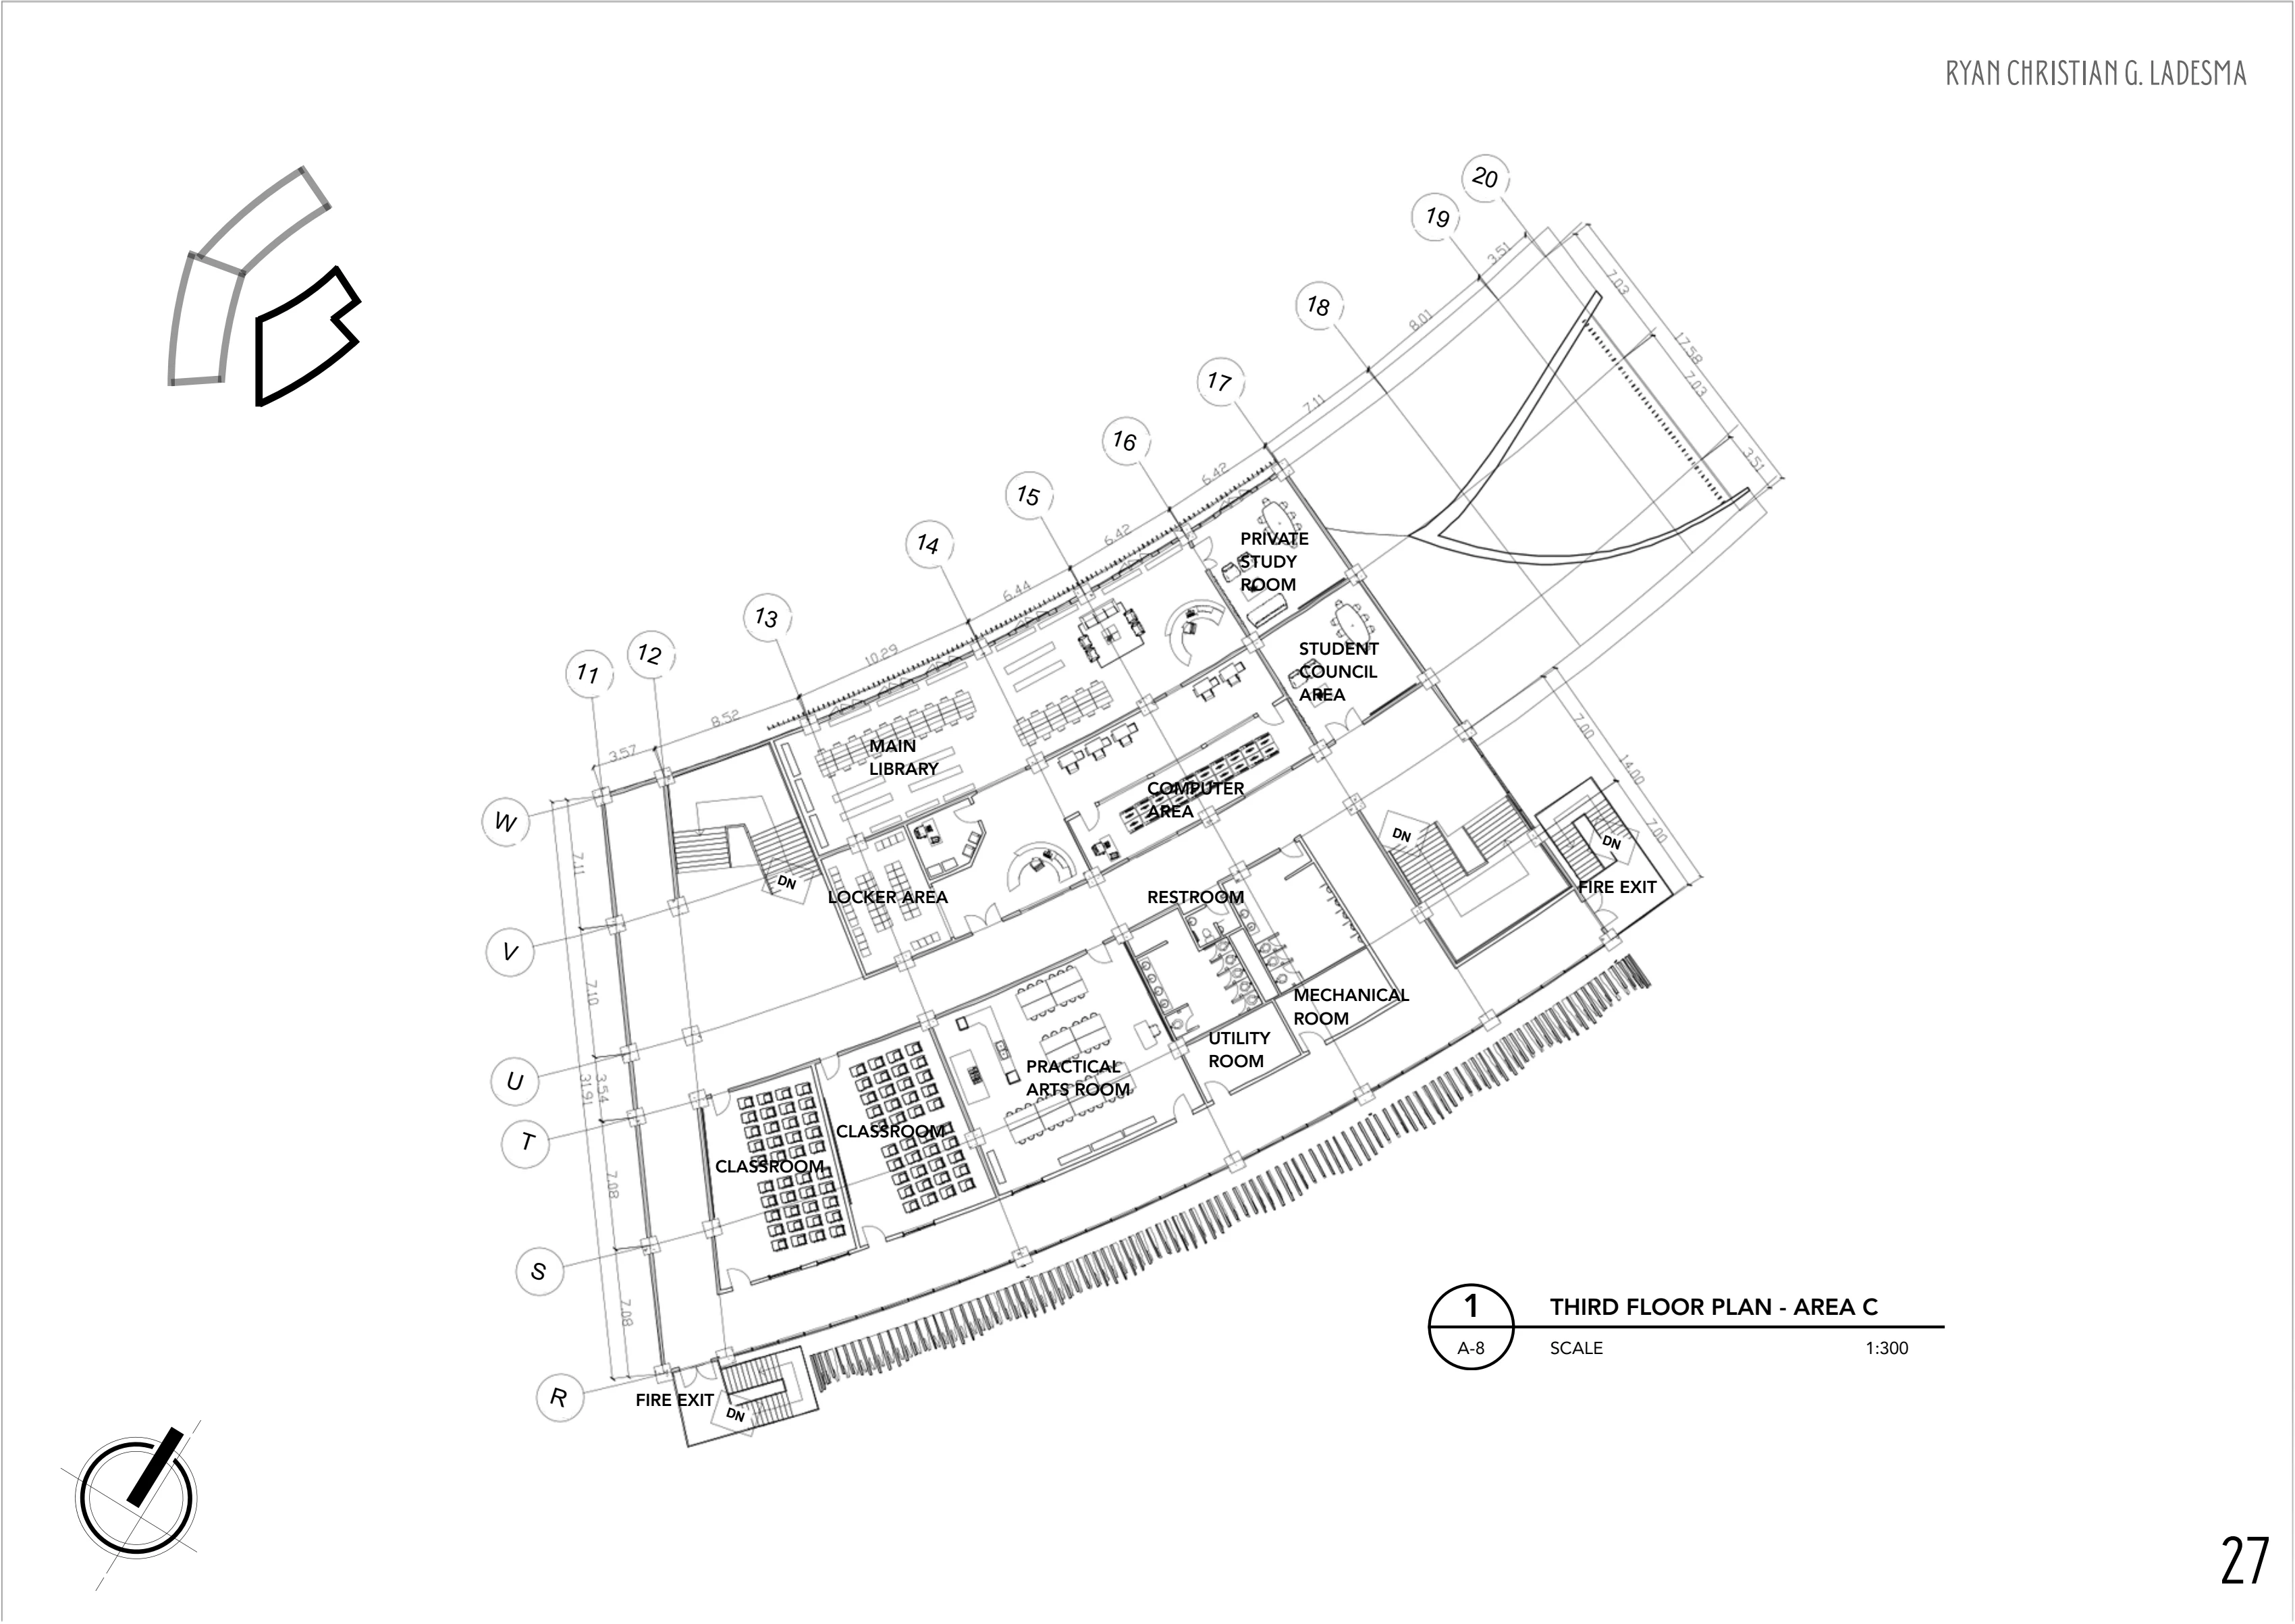 RYAN CHRISTIAN G. LADESMA
20
19
18
17
16
15
14
13
12
11
3.51
8.01
7.11
6.42
6.42
6.44
10.29
8.52
3.57
7.03
17.58
7.03
3.51
PRIVATE
STUDY
ROOM
STUDENT
COUNCIL
AREA
MAIN
LIBRARY
COMPUTER
AREA
LOCKER AREA
RESTROOM
DN
DN
DN
FIRE EXIT
7.00
14.00
7.00
MECHANICAL
ROOM
UTILITY
ROOM
PRACTICAL
ARTS ROOM
CLASSROOM
CLASSROOM
W
V
U
T
S
R
7.11
7.10
31.91
3.54
7.08
7.08
FIRE EXIT
DN
1
A-8
THIRD FLOOR PLAN - AREA C
SCALE 1:300
27